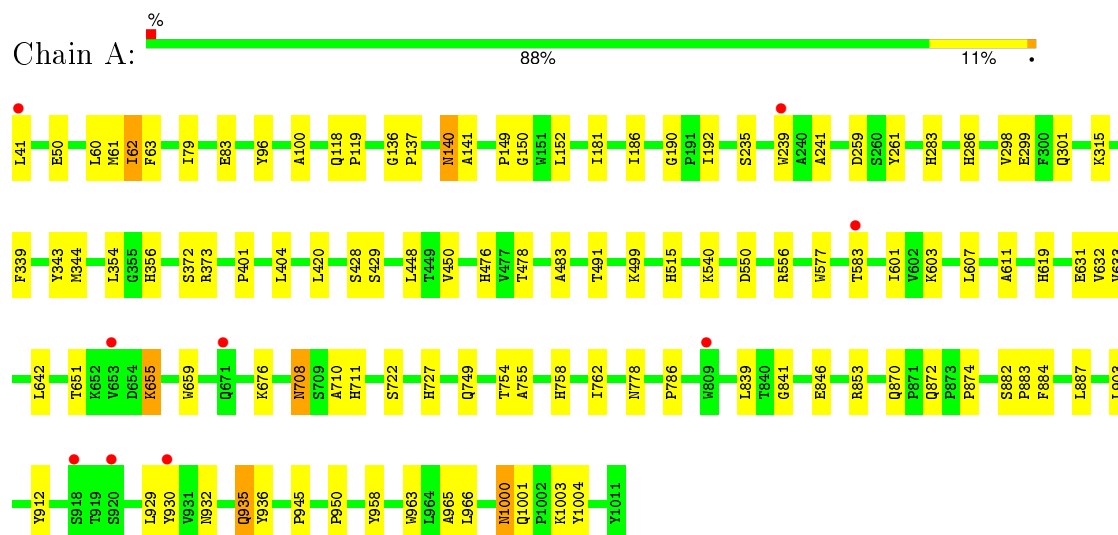 %
Chain A:
88% 11% •
L41 E50 L60 M61 I62 F63 I79 E83 Y96 A100 Q118 P119 G136 P137 N140 A141 P149 G150 W151 L152 I181 I186 G190 P191 I192 S235 W239 A240 A241 D259 S260 Y261 H283 H286 V298 E299 F300 Q301 K315
F339 Y343 M344 L354 G355 H356 S372 R373 P401 L404 L420 S428 S429 L448 T449 V450 H476 V477 T478 A483 T491 K499 H515 K540 D550 R556 W577 T583 I601 V602 K603 L607 A611 H619 E631 V632
L642 T651 K652 V653 D654 K655 W659 Q671 K676 N708 S709 A710 H711 S722 H727 Q749 T754 A755 H758 I762 N778 P786 W809 L839 T840 G841 E846 R853 Q870 P871 Q872 P873 P874 S882 P883 F884 L887
Y912 S918 T919 S920 L929 Y930 V931 N932 Q935 Y936 P945 P950 Y958 W963 L964 A965 L966 N1000 Q1001 P1002 K1003 Y1004 Y1011